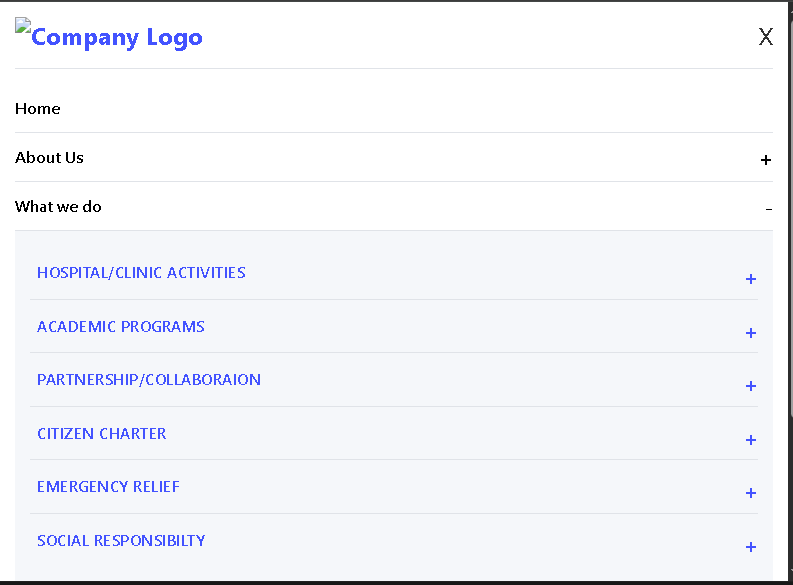 Company Logo
X
Home
About Us +
What we do -
HOSPITAL/CLINIC ACTIVITIES +
ACADEMIC PROGRAMS +
PARTNERSHIP/COLLABORAION +
CITIZEN CHARTER +
EMERGENCY RELIEF +
SOCIAL RESPONSIBILTY +